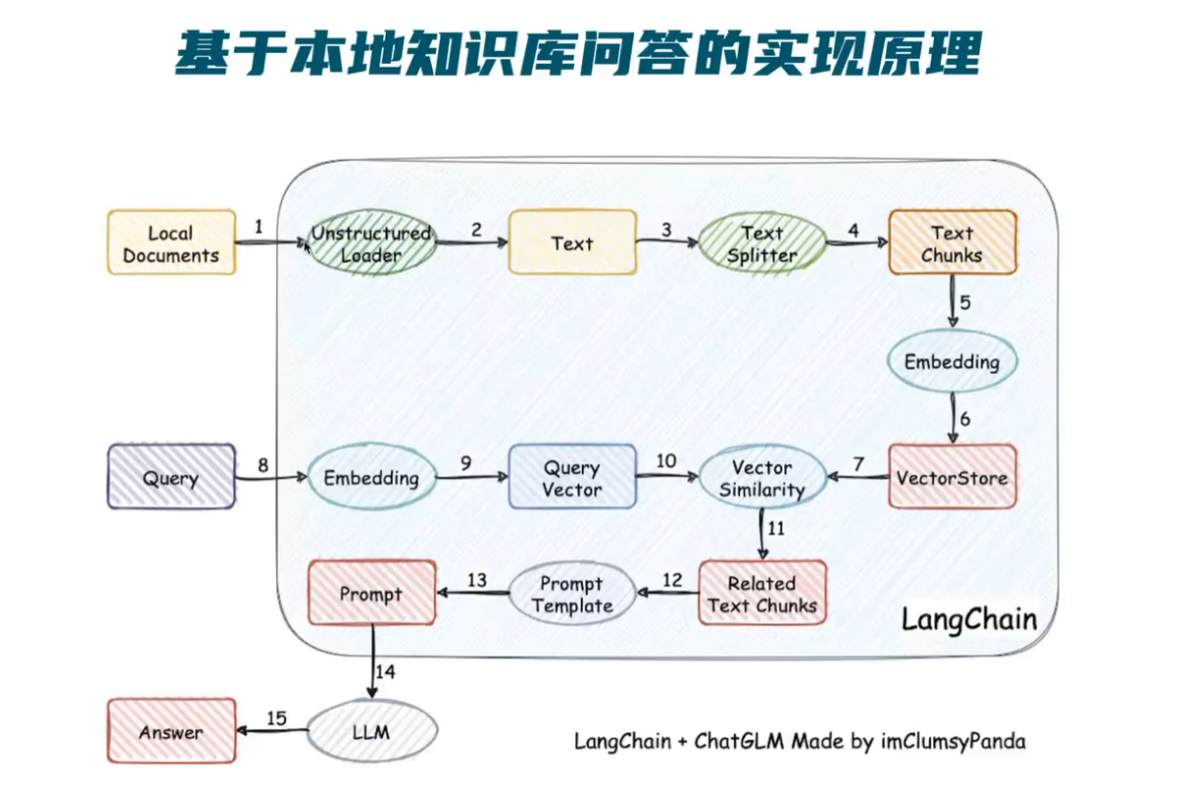 基于本地知识库问答的实现原理
Local
Documents
1
Unstructured
Loader
2
Text
3
Text
Splitter
4
Text
Chunks
5
Embedding
6
Query
8
Embedding
9
Query
Vector
10
Vector
Similarity
7
VectorStore
11
Prompt
13
Prompt
Template
12
Related
Text Chunks
LangChain
14
Answer
15
LLM
LangChain + ChatGLM Made by imClumsyPanda